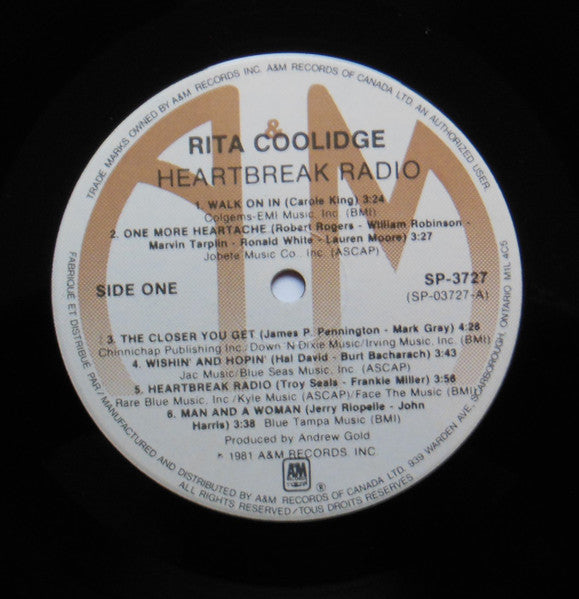 TRADE MARKS OWNED BY A&M RECORDS INC. A&M RECORDS OF CANADA LTD. AN AUTHORIZED USER.
A&M
RITA COOLIDGE
HEARTBREAK RADIO
1. WALK ON IN (Carole King) 3:24
Colgems-EMI Music, Inc. (BMI)
2. ONE MORE HEARTACHE (Robert Rogers - William Robinson -
Marvin Tarplin - Ronald White - Lauren Moore) 3:27
Jobete Music Co., Inc. (ASCAP)
SIDE ONE
SP-3727
(SP-03727-A)
3. THE CLOSER YOU GET (James P. Pennington - Mark Gray) 4:28
Chinnichap Publishing Inc./Down 'N Dixie Music/Irving Music Inc. (BMI)
4. WISHIN' AND HOPIN' (Hal David - Burt Bacharach) 3:43
Jac Music/Blue Seas Music, Inc. (ASCAP)
5. HEARTBREAK RADIO (Troy Seals - Frankie Miller) 3:56
Rare Blue Music, Inc/Kyle Music (ASCAP)/Face The Music (BMI)
6. MAN AND A WOMAN (Jerry Riopelle - John
Harris) 3:38 Blue Tampa Music (BMI)
Produced by Andrew Gold
℗ 1981 A&M RECORDS, INC.
A&M
RECORDS
®
FABRIQUE ET DISTRIBUE PAR/MANUFACTURED AND DISTRIBUTED BY A&M RECORDS OF CANADA LTD. 939 WARDEN AVE., SCARBOROUGH, ONTARIO M1L 4C5
ALL RIGHTS RESERVED/TOUS DROITS RESERVÉS